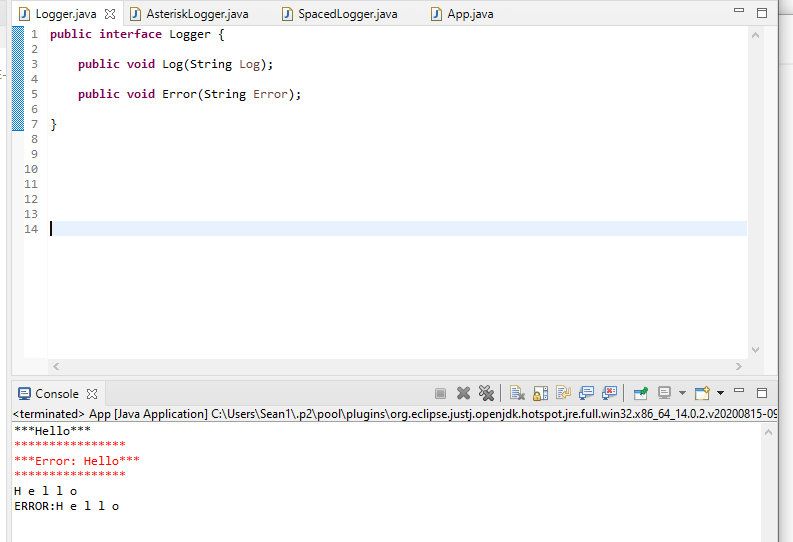 Logger.java AsteriskLogger.java SpacedLogger.java App.java
1 public interface Logger {
2
3 public void Log(String Log);
4
5 public void Error(String Error);
6
7 }
8
9
10
11
12
13
14
Console
<terminated> App [Java Application] C:\Users\Sean1\.p2\pool\plugins\org.eclipse.justj.openjdk.hotspot.jre.full.win32.x86_64_14.0.2.v20200815-09
***Hello***
****************
***Error: Hello***
****************
H e l l o
ERROR:H e l l o